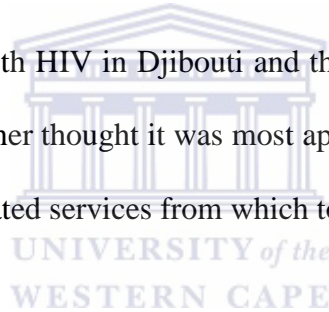 th HIV in Djibouti and th
her thought it was most ap
ated services from which to
UNIVERSITY of the
WESTERN CAPE